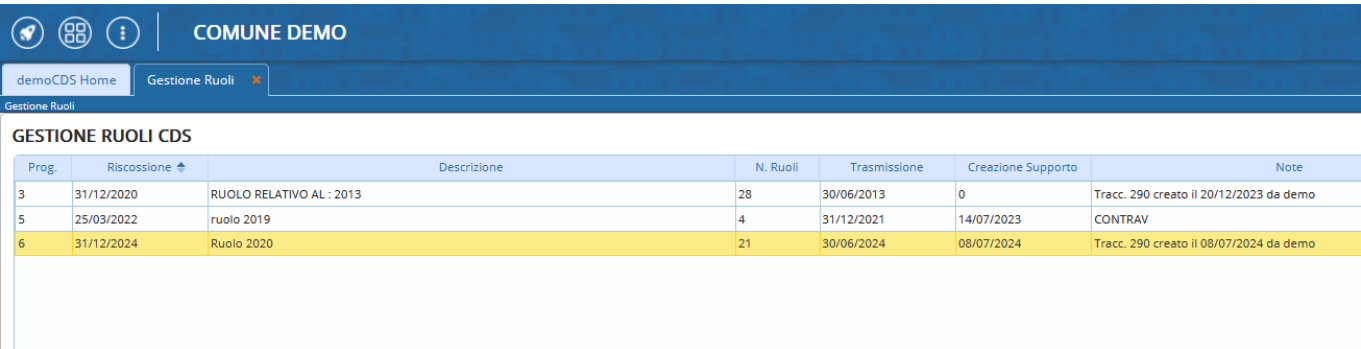 COMUNE DEMO
demoCDS Home Gestione Ruoli ×
Gestione Ruoli
GESTIONE RUOLI CDS
Prog. Riscossione Descrizione N. Ruoli Trasmissione Creazione Supporto Note
3 31/12/2020 RUOLO RELATIVO AL : 2013 28 30/06/2013 0 Tracc. 290 creato il 20/12/2023 da demo
5 25/03/2022 ruolo 2019 4 31/12/2021 14/07/2023 CONTRAV
6 31/12/2024 Ruolo 2020 21 30/06/2024 08/07/2024 Tracc. 290 creato il 08/07/2024 da demo